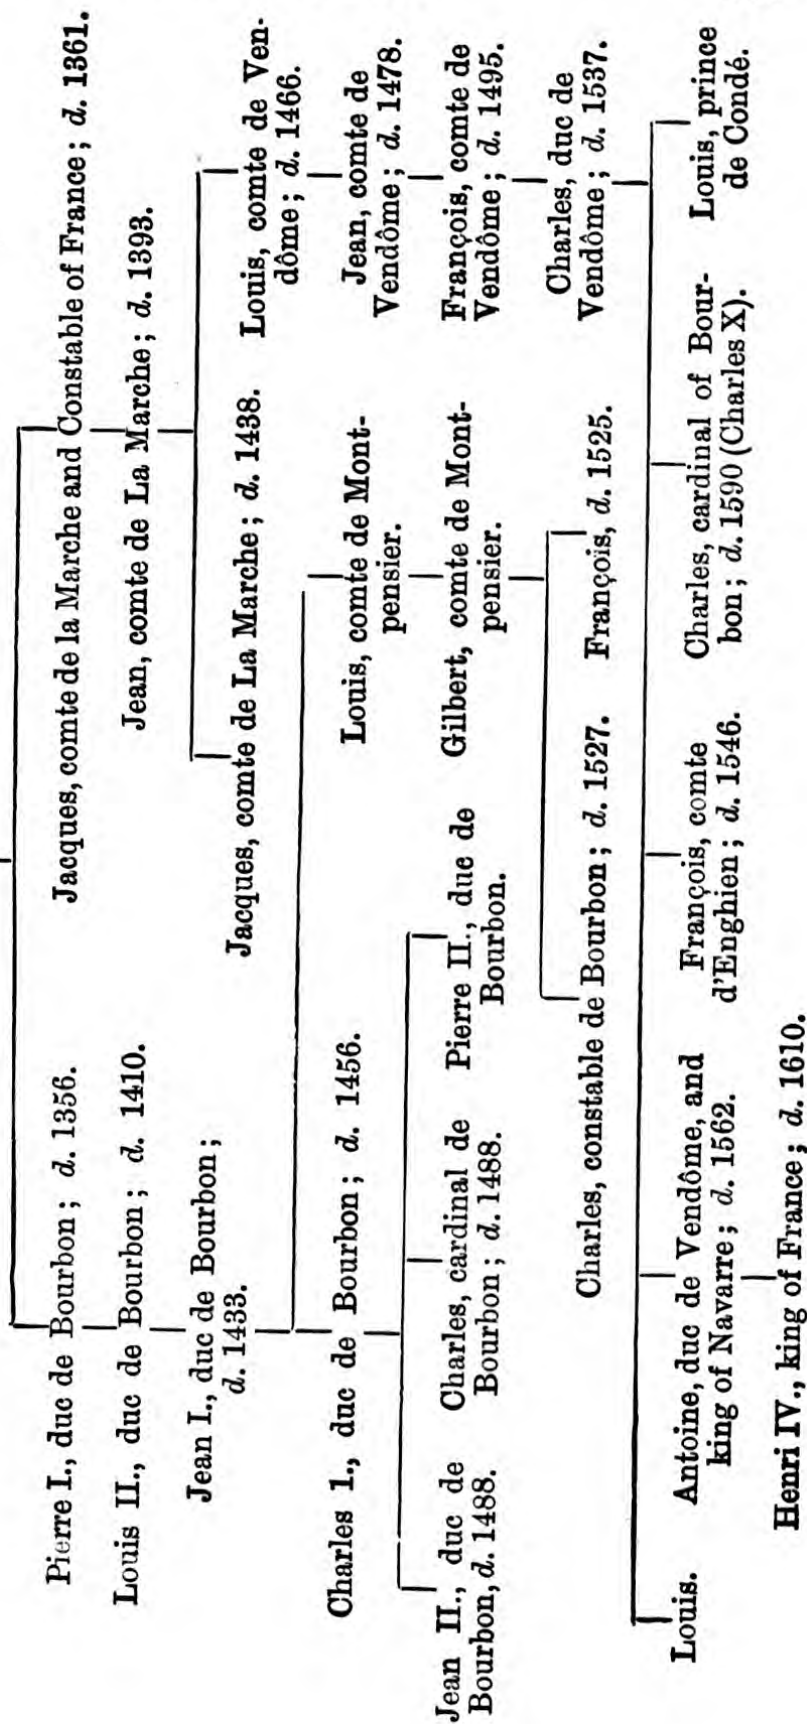 Pierre I., duc de Bourbon; d. 1356.
Jacques, comte de la Marche and Constable of France; d. 1361.
Louis II., duc de Bourbon; d. 1410.
Jean, comte de La Marche; d. 1393.
Jean I., duc de Bourbon;
d. 1433.
Jacques, comte de La Marche; d. 1438.
Louis, comte de Ven-
dôme; d. 1466.
Charles I., duc de Bourbon; d. 1456.
Louis, comte de Mont-
pensier.
Jean, comte de
Vendôme; d. 1478.
Jean II., duc de
Bourbon, d. 1488.
Charles, cardinal de
Bourbon; d. 1488.
Pierre II., duc de
Bourbon.
Gilbert, comte de Mont-
pensier.
François, comte de
Vendôme; d. 1495.
Charles, constable de Bourbon; d. 1527.
François, d. 1525.
Charles, duc de
Vendôme; d. 1537.
Louis.
Antoine, duc de Vendôme, and
king of Navarre; d. 1562.
François, comte
d'Enghien; d. 1546.
Charles, cardinal of Bour-
bon; d. 1590 (Charles X).
Louis, prince
de Condé.
Henri IV., king of France; d. 1610.